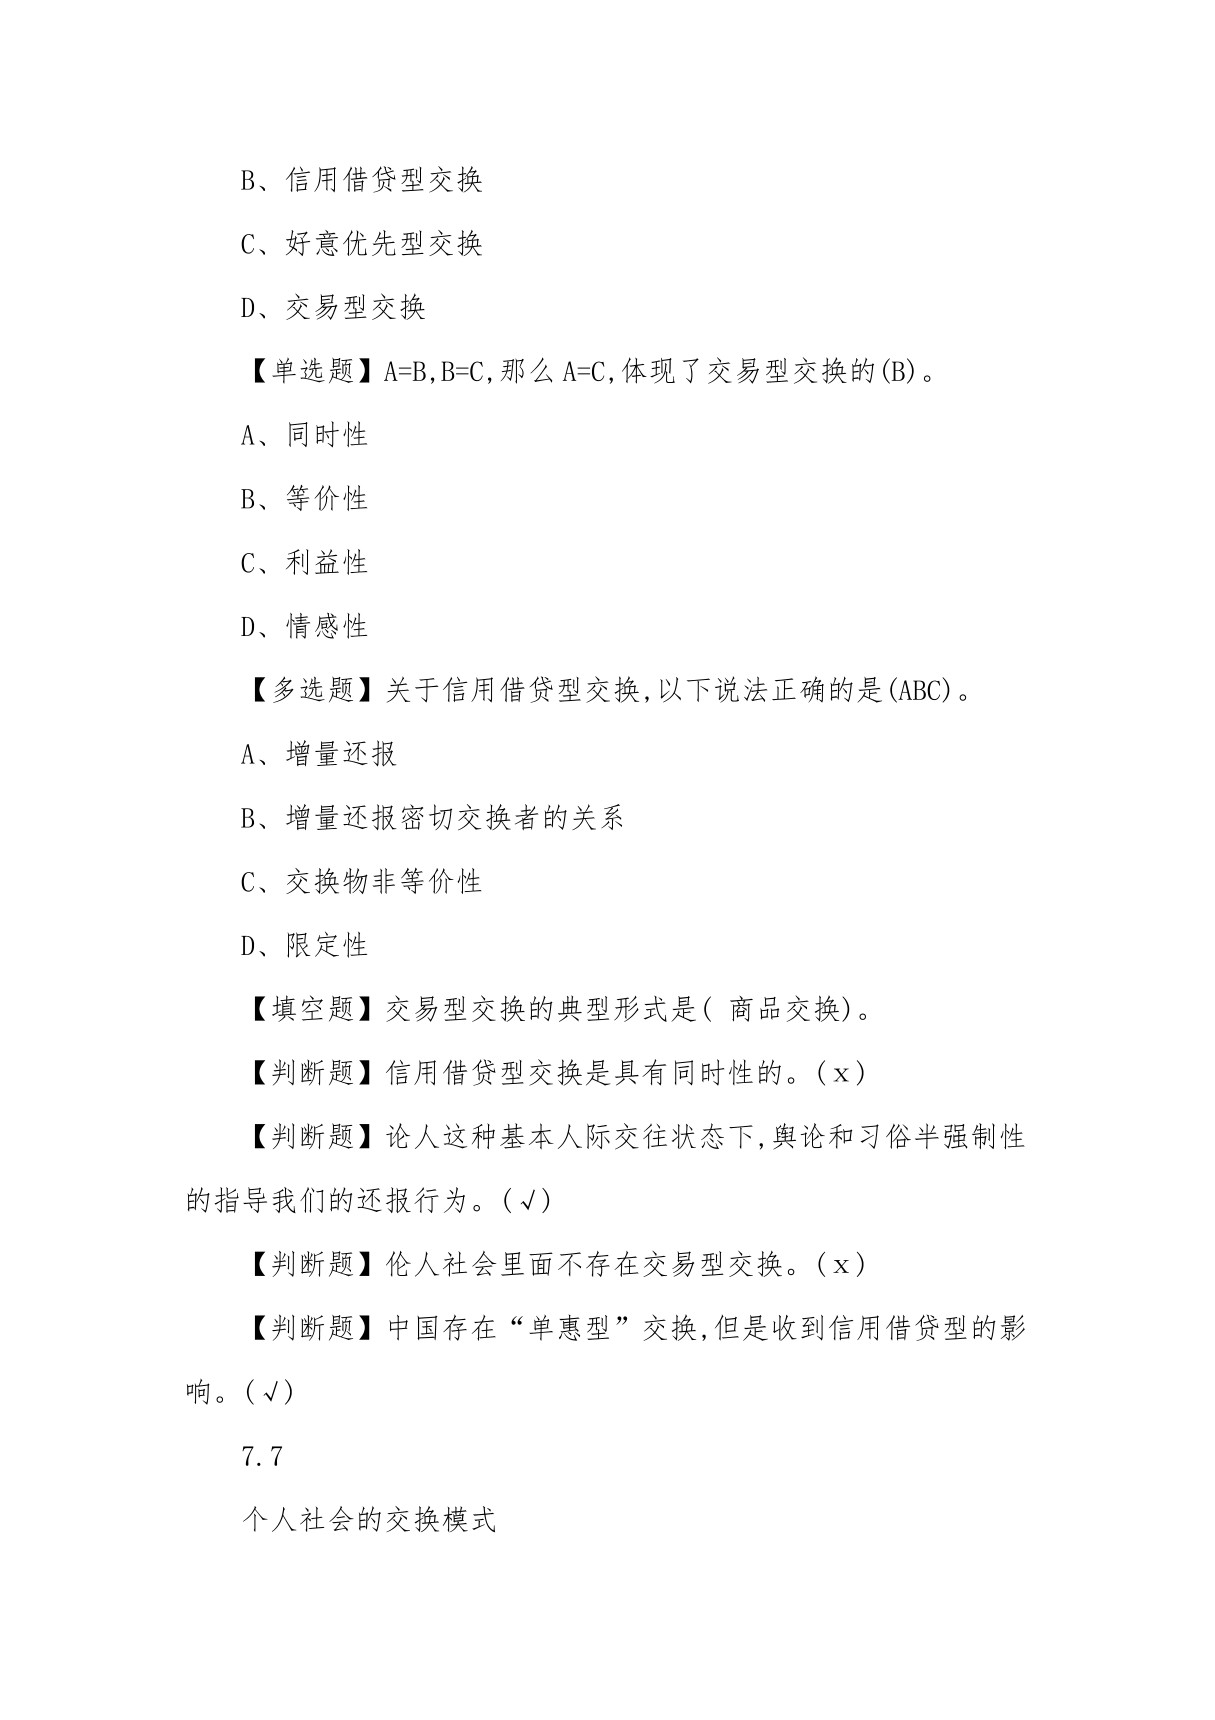 B、信用借贷型交换
C、好意优先型交换
D、交易型交换
【单选题】A=B,B=C,那么A=C,体现了交易型交换的(B)。
A、同时性
B、等价性
C、利益性
D、情感性
【多选题】关于信用借贷型交换,以下说法正确的是(ABC)。
A、增量还报
B、增量还报密切交换者的关系
C、交换物非等价性
D、限定性
【填空题】交易型交换的典型形式是( 商品交换)。
【判断题】信用借贷型交换是具有同时性的。(x)
【判断题】论人这种基本人际交往状态下,舆论和习俗半强制性
的指导我们的还报行为。(√)
【判断题】伦人社会里面不存在交易型交换。(x)
【判断题】中国存在“单惠型”交换,但是收到信用借贷型的影
响。(√)
7.7
个人社会的交换模式